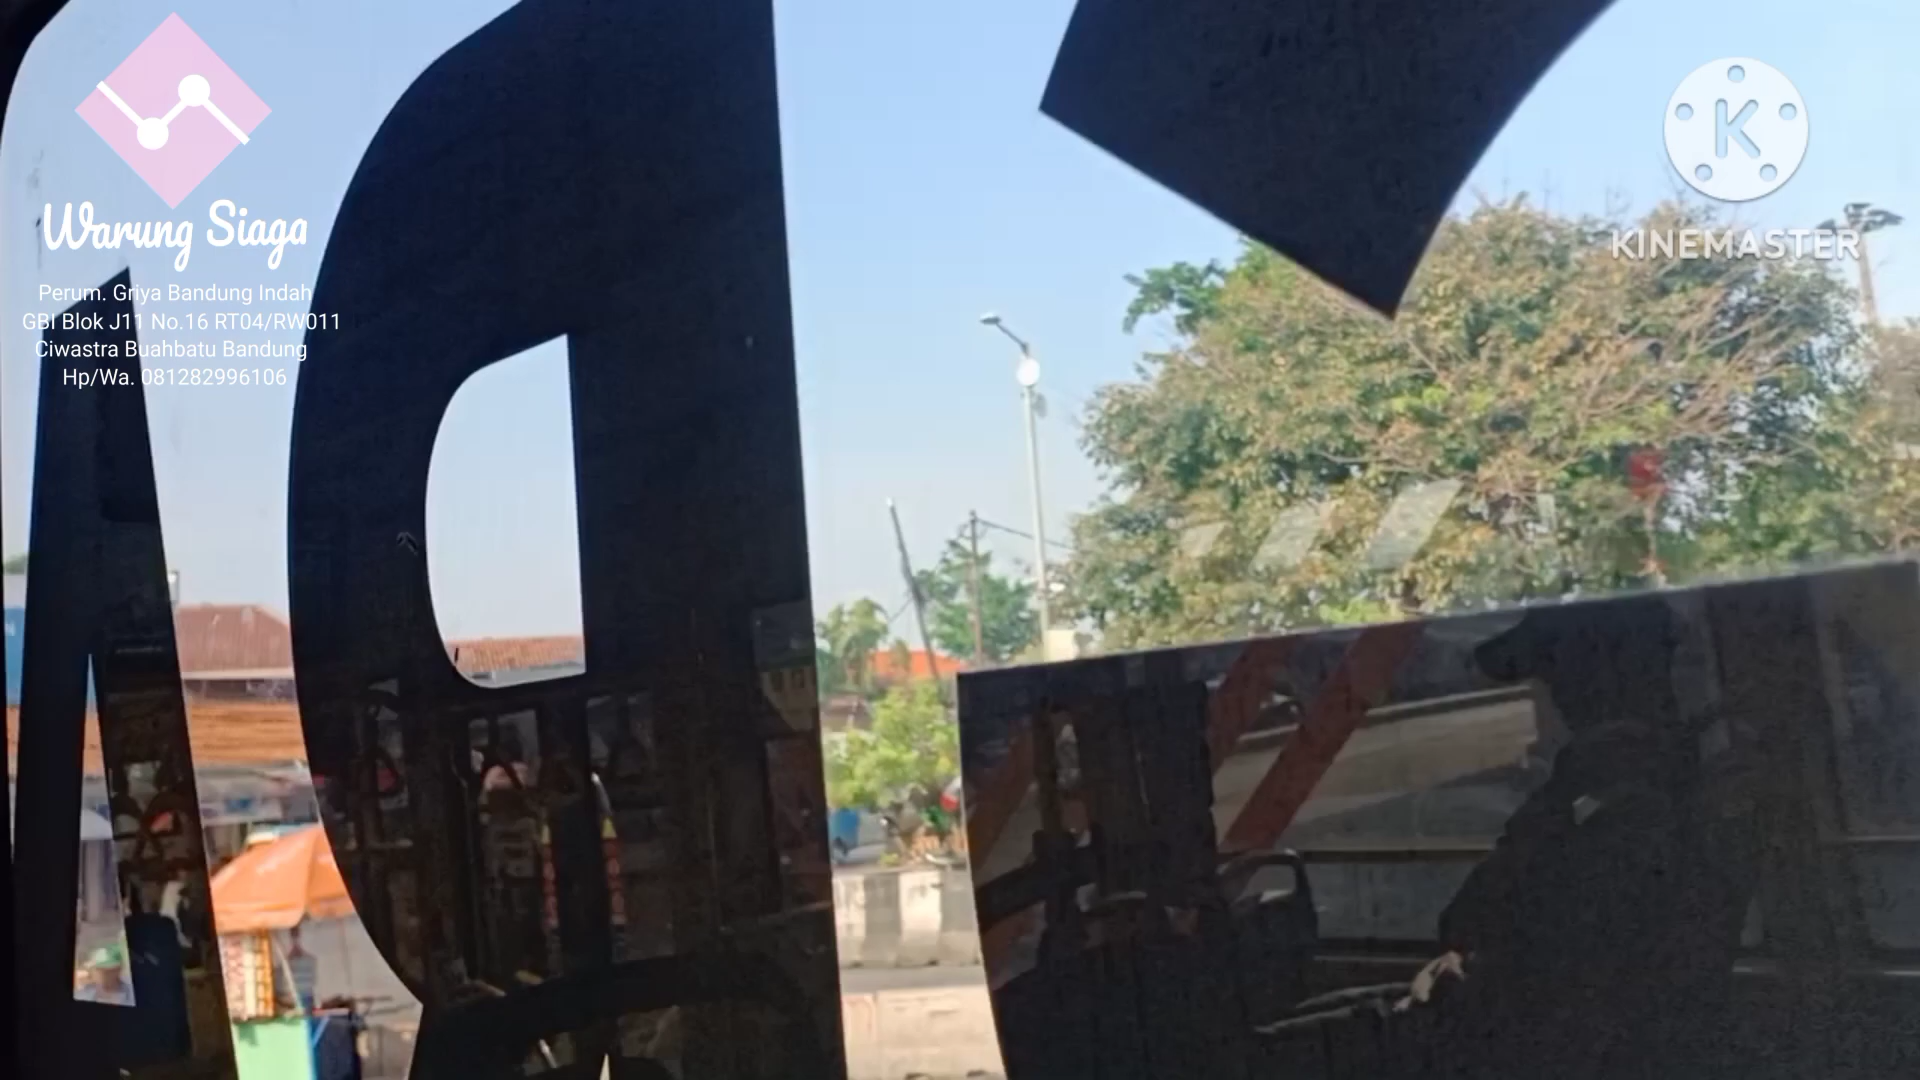 Warung Siaga
Perum. Griya Bandung Indah
GBI Blok J11 No.16 RT04/RW011
Ciwastra Buahbatu Bandung
Hp/Wa. 081282996106
K
KINEMASTER